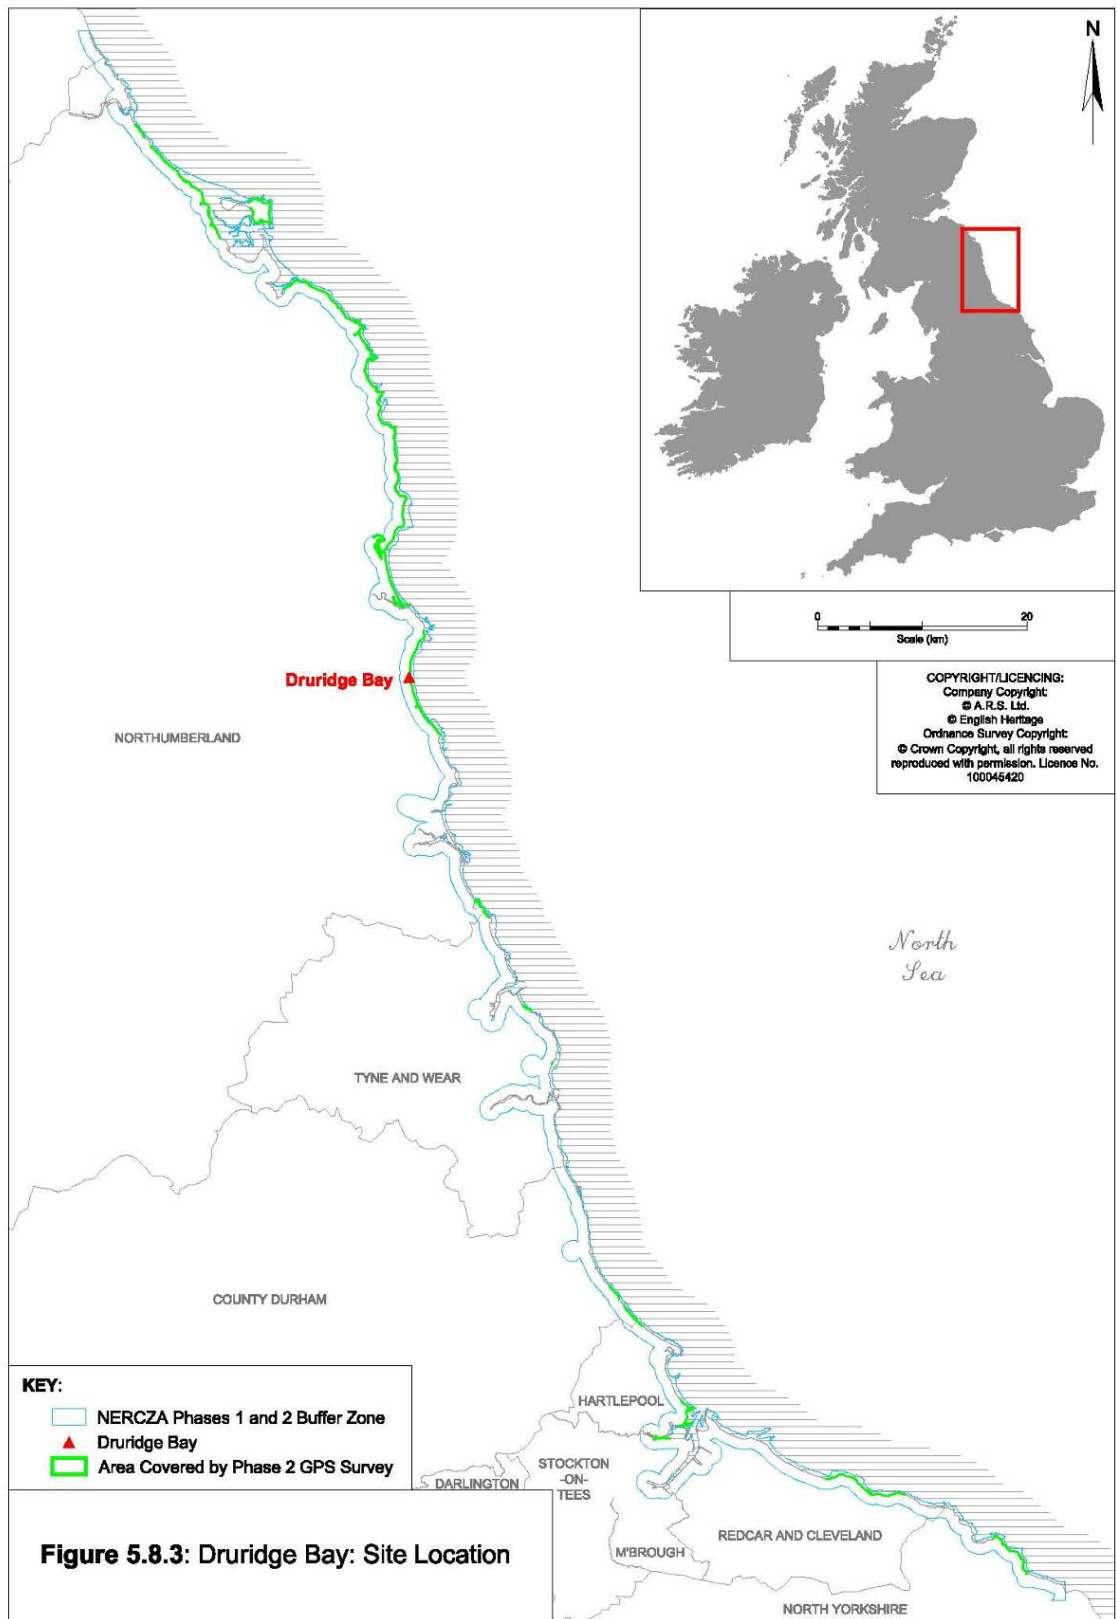 N
0 20
Scale (km)
COPYRIGHT/LICENCING:
Company Copyright:
© A.R.S. Ltd.
© English Heritage
Ordnance Survey Copyright:
© Crown Copyright, all rights reserved
reproduced with permission. Licence No.
100045420
Druridge Bay
NORTHUMBERLAND
North
Sea
TYNE AND WEAR
COUNTY DURHAM
HARTLEPOOL
STOCKTON
-ON-
TEES
DARLINGTON
REDCAR AND CLEVELAND
M'BROUGH
NORTH YORKSHIRE
KEY:
NERCZA Phases 1 and 2 Buffer Zone
Druridge Bay
Area Covered by Phase 2 GPS Survey
Figure 5.8.3: Druridge Bay: Site Location